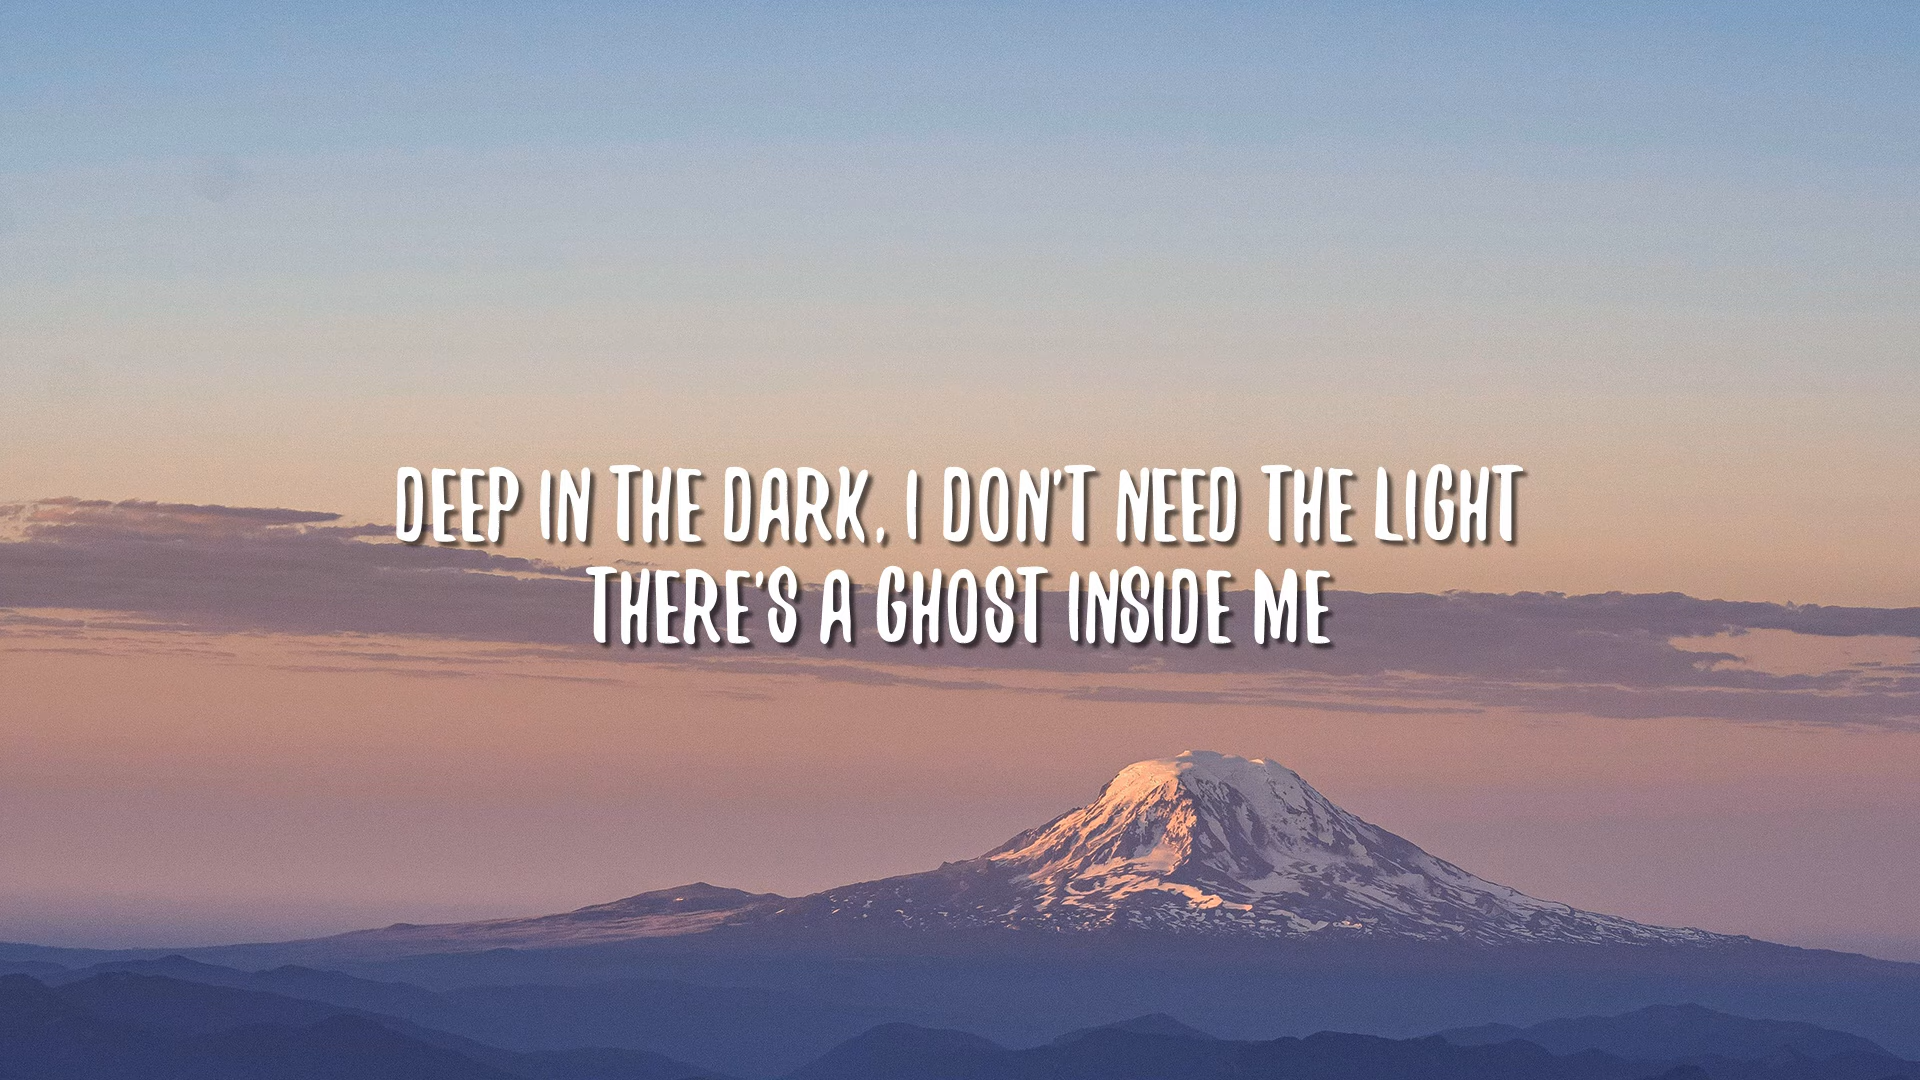 DEEP IN THE DARK, I DON'T NEED THE LIGHT
THERE'S A GHOST INSIDE ME